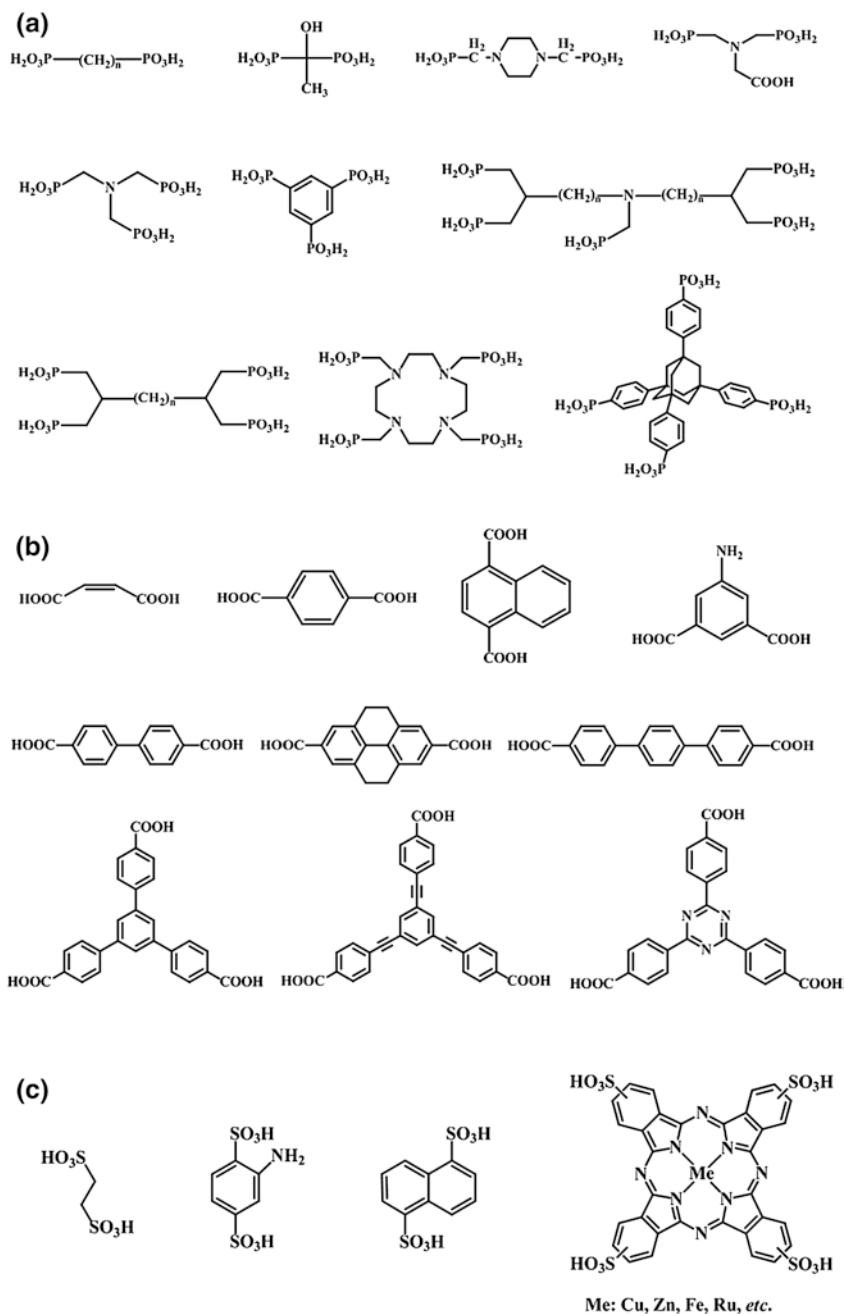 (a)
H₂O₃P—(CH₂)ₙ—PO₃H₂
OH
H₂O₃P PO₃H₂
CH₃
H₂O₃P-C-N N-C-PO₃H₂
H₂ H₂
H₂O₃P PO₃H₂
N
COOH
H₂O₃P N PO₃H₂
PO₃H₂
H₂O₃P PO₃H₂
PO₃H₂
H₂O₃P PO₃H₂
H₂O₃P (CH₂)ₙ N (CH₂)ₙ PO₃H₂
H₂O₃P
H₂O₃P PO₃H₂
(CH₂)ₙ
H₂O₃P PO₃H₂
H₂O₃P PO₃H₂
N N
N N
H₂O₃P PO₃H₂
PO₃H₂
H₂O₃P PO₃H₂
H₂O₃P
(b)
HOOC COOH
HOOC COOH
COOH
COOH
NH₂
HOOC COOH
HOOC COOH
HOOC COOH
HOOC COOH
COOH
HOOC COOH
COOH
HOOC COOH
COOH
N N
N
HOOC COOH
(c)
HO₃S
SO₃H
SO₃H
NH₂
SO₃H
SO₃H
SO₃H
HO₃S SO₃H
N
N N
N Me N
N N
N
HO₃S SO₃H
Me: Cu, Zn, Fe, Ru, etc.